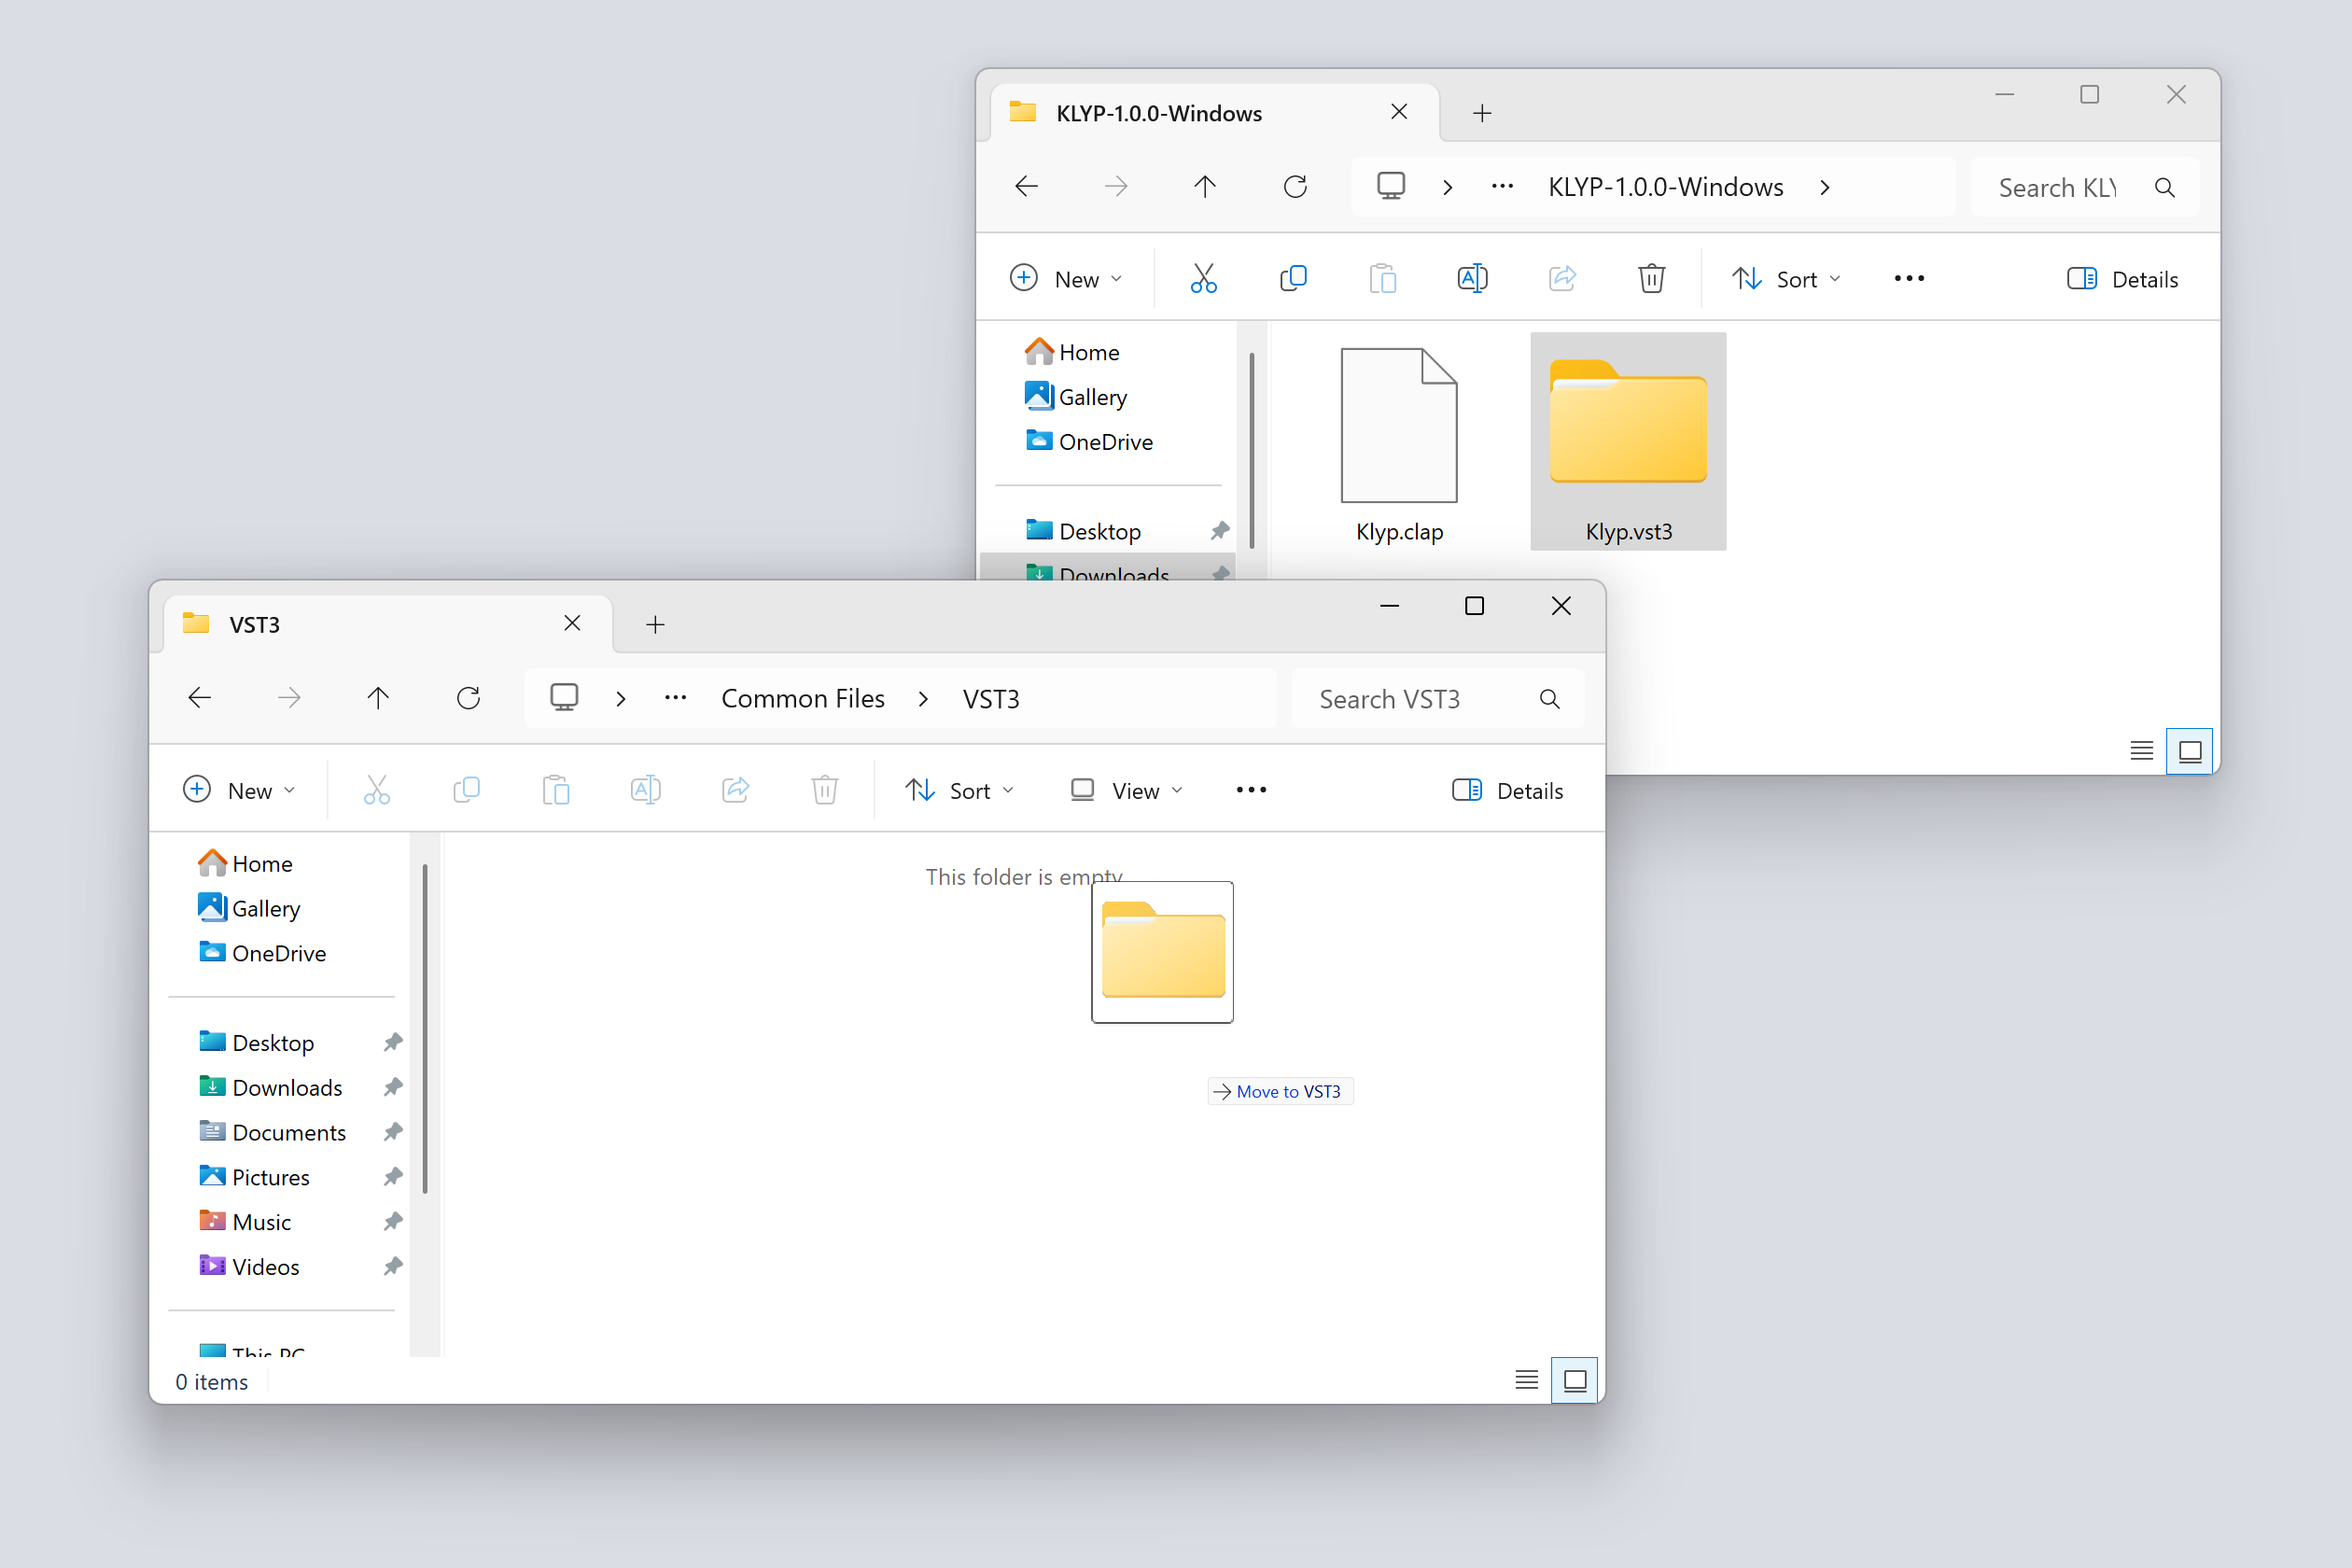 KLYP-1.0.0-Windows
KLYP-1.0.0-Windows
Search KLY
New
Sort
Details
Home
Gallery
OneDrive
Desktop
Downloads
Klyp.clap
Klyp.vst3
VST3
Common Files
VST3
Search VST3
New
Sort
View
Details
Home
Gallery
OneDrive
Desktop
Downloads
Documents
Pictures
Music
Videos
This PC
This folder is empty
Move to VST3
0 items